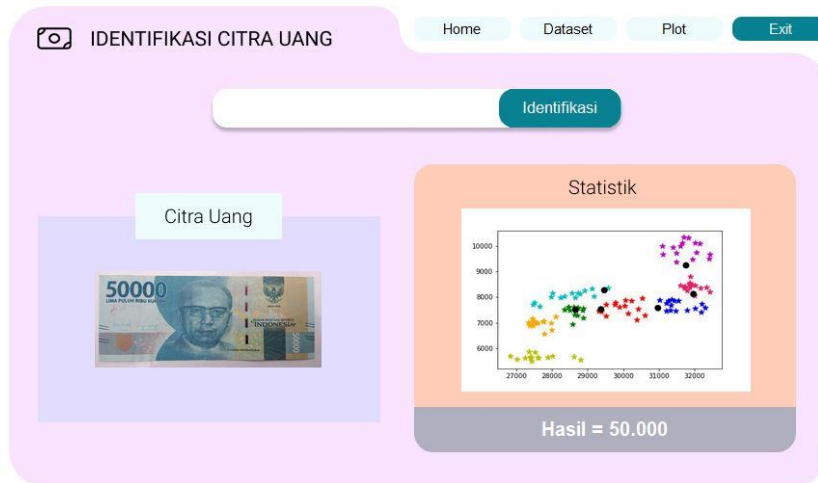 IDENTIFIKASI CITRA UANG
Home
Dataset
Plot
Exit
Identifikasi
Citra Uang
50000
LIMA PULUH RIBU RUPIAH
INDONESIA
Statistik
10000
9000
8000
7000
6000
27000 28000 29000 30000 31000 32000
Hasil = 50.000